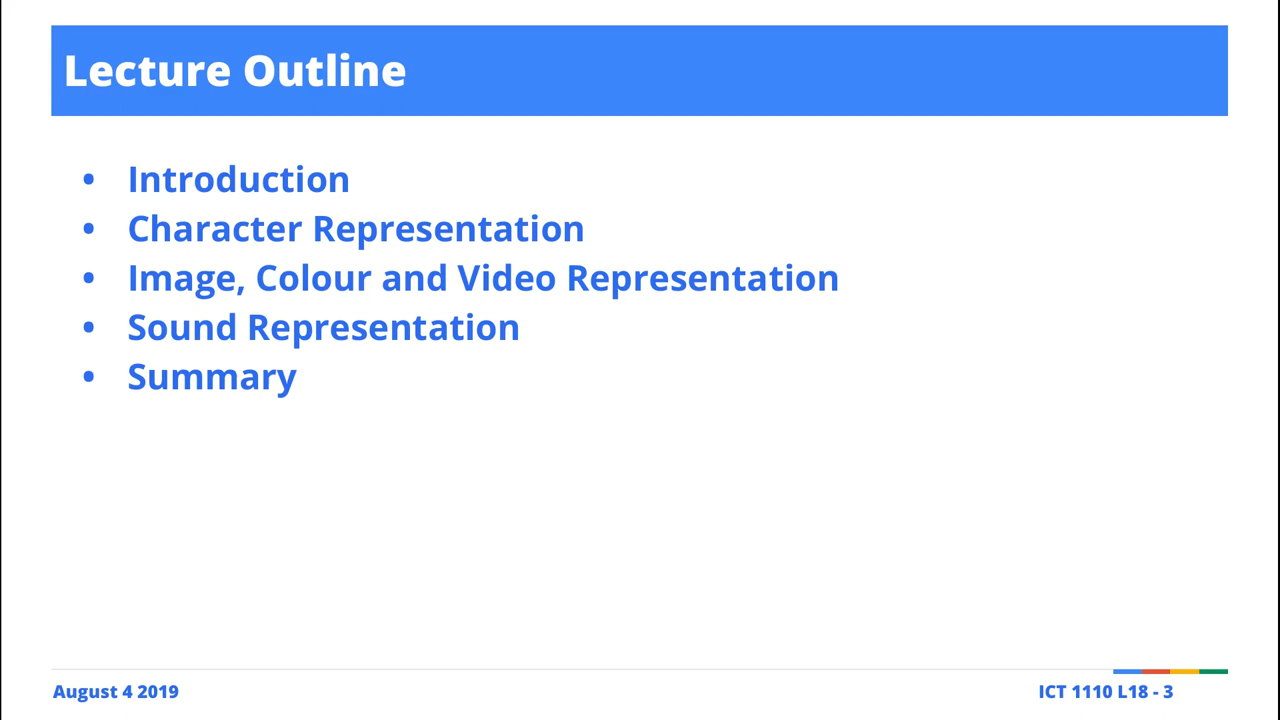 Lecture Outline
• Introduction
• Character Representation
• Image, Colour and Video Representation
• Sound Representation
• Summary
August 4 2019
ICT 1110 L18 - 3